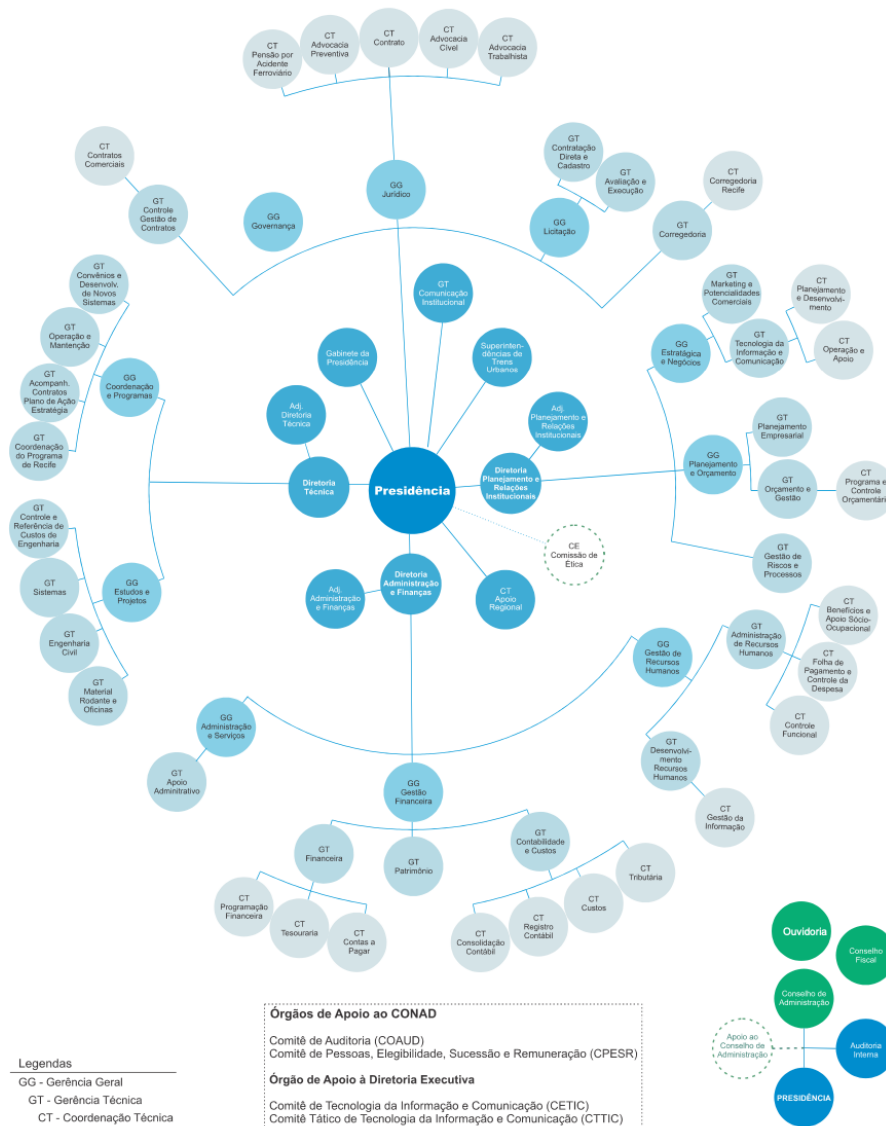 CT
Pensão por
Acidente
Ferroviário
CT
Advocacia
Preventiva
CT
Contrato
CT
Advocacia
Cível
CT
Advocacia
Trabalhista
CT
Contratos
Comerciais
GT
Controle
Gestão de
Contratos
GG
Governança
GG
Jurídico
GT
Contratação
Direta e
Cadastro
GT
Avaliação e
Execução
GG
Licitação
CT
Corregedoria
Recife
GT
Corregedoria
GT
Convênios e
Desenvolv.
de Novos
Sistemas
GT
Operação e
Mantenção
GT
Acompanh.
Contratos
Plano de Ação
Estratégia
GT
Coordenação
do Programa
de Recife
GG
Coordenação
e Programas
GT
Comunicação
Institucional
Gabinete da
Presidência
Superinten-
dências de
Trens
Urbanos
Adj.
Diretoria
Técnica
Adj.
Planejamento e
Relações
Institucionais
Diretoria
Técnica
Presidência
Diretoria
Planejamento e
Relações
Institucionais
GT
Marketing e
Potencialidades
Comerciais
CT
Planejamento
e Desenvolvi-
mento
GG
Estratágica
e Negócios
GT
Tecnologia da
Informação e
Comunicação
CT
Operação e
Apoio
GT
Planejamento
Empresarial
GG
Planejamento
e Orçamento
GT
Orçamento e
Gestão
CT
Programa e
Controle
Orçamentário
GT
Gestão de
Riscos e
Processos
CE
Comissão de
Ética
GT
Controle e
Referência de
Custos de
Engenharia
GT
Sistemas
GG
Estudos e
Projetos
GT
Engenharia
Civil
GT
Material
Rodante e
Oficinas
Adj.
Administração
e Finanças
Diretoria
Administração
e Finanças
CT
Apoio
Regional
GG
Gestão de
Recursos
Humanos
GT
Administração
de Recursos
Humanos
CT
Benefícios e
Apoio Sócio-
Ocupacional
CT
Folha de
Pagamento e
Controle da
Despesa
CT
Controle
Funcional
GT
Desenvolvi-
mento
Recursos
Humanos
CT
Gestão da
Informação
GG
Administração
e Serviços
GT
Apoio
Adminitrativo
GG
Gestão
Financeira
GT
Financeira
GT
Patrimônio
GT
Contabilidade
e Custos
CT
Programação
Financeira
CT
Tesouraria
CT
Contas a
Pagar
CT
Consolidação
Contábil
CT
Registro
Contábil
CT
Custos
CT
Tributária
Ouvidoria
Conselho
Fiscal
Conselho de
Administração
Apoio ao
Conselho de
Administração
Auditoria
Interna
PRESIDÊNCIA
Órgãos de Apoio ao CONAD
Comitê de Auditoria (COAUD)
Comitê de Pessoas, Elegibilidade, Sucessão e Remuneração (CPESR)
Órgão de Apoio à Diretoria Executiva
Comitê de Tecnologia da Informação e Comunicação (CETIC)
Comitê Tático de Tecnologia da Informação e Comunicação (CTTIC)
Legendas
GG - Gerência Geral
GT - Gerência Técnica
CT - Coordenação Técnica